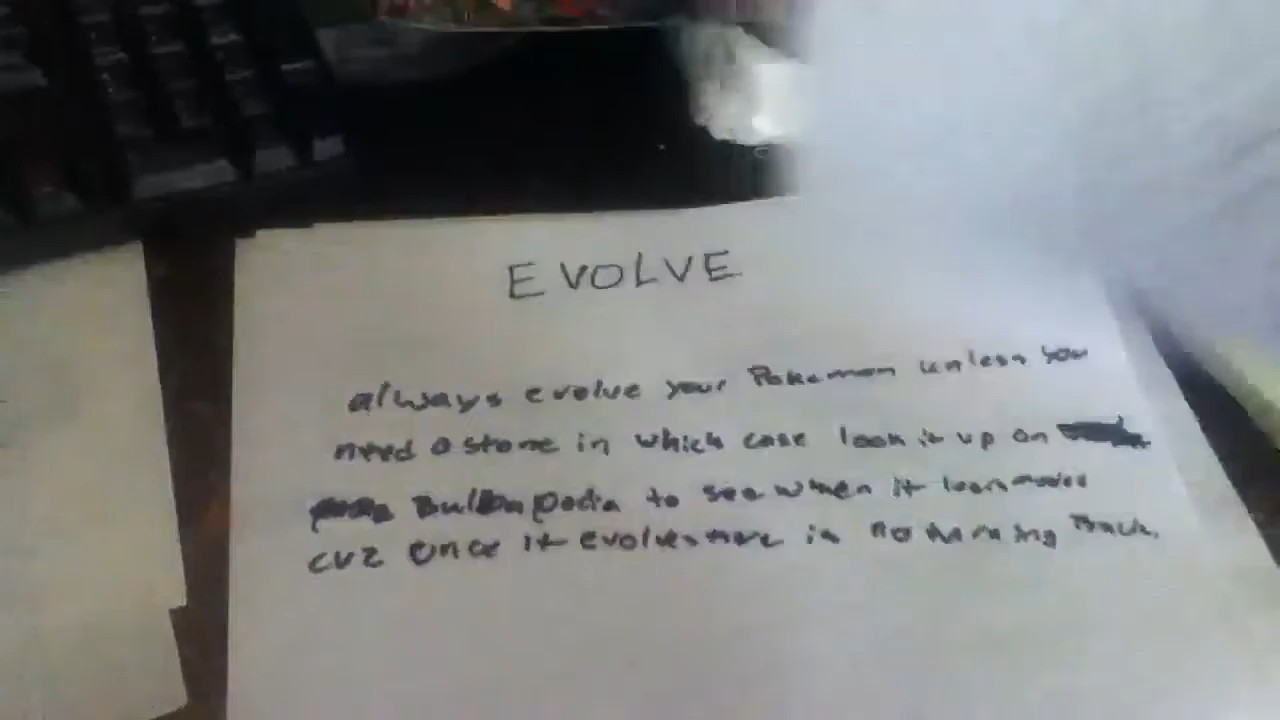 EVOLVE
always evolve your Pokemon unless you
need a stone in which case look it up on
Bulbapedia to see when it learn moves
cuz once it evolves there is no turning back.